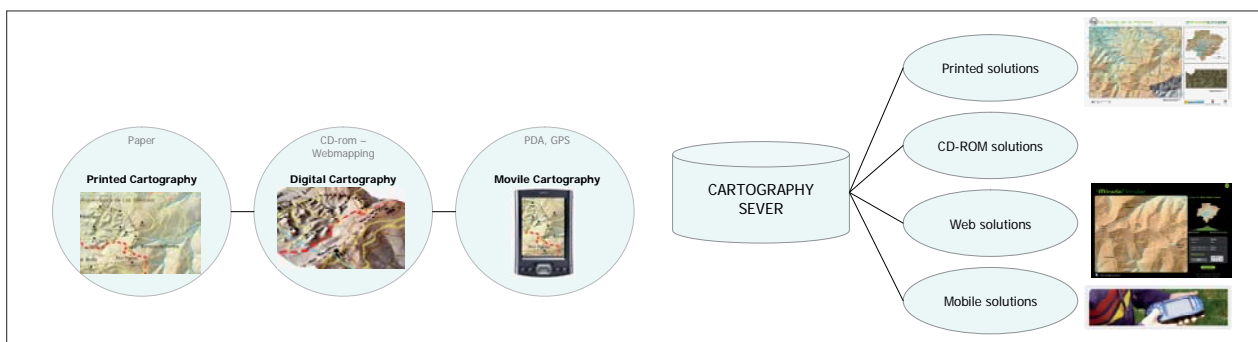 Paper
Printed Cartography
CD-rom –
Webmapping
Digital Cartography
PDA, GPS
Movile Cartography
CARTOGRAPHY
SEVER
Printed solutions
CD-ROM solutions
Web solutions
Mobile solutions